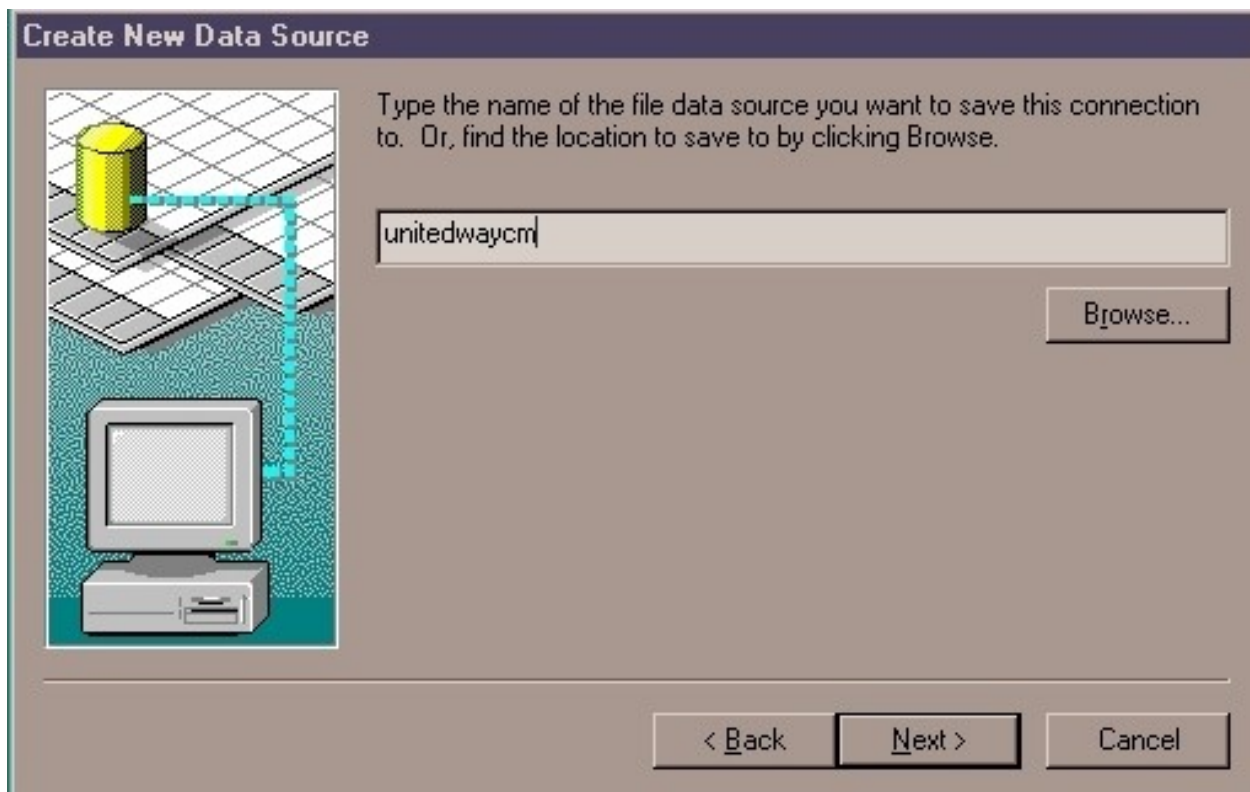 Create New Data Source
Type the name of the file data source you want to save this connection
to. Or, find the location to save to by clicking Browse.
unitedwaycm
Browse...
< Back
Next >
Cancel